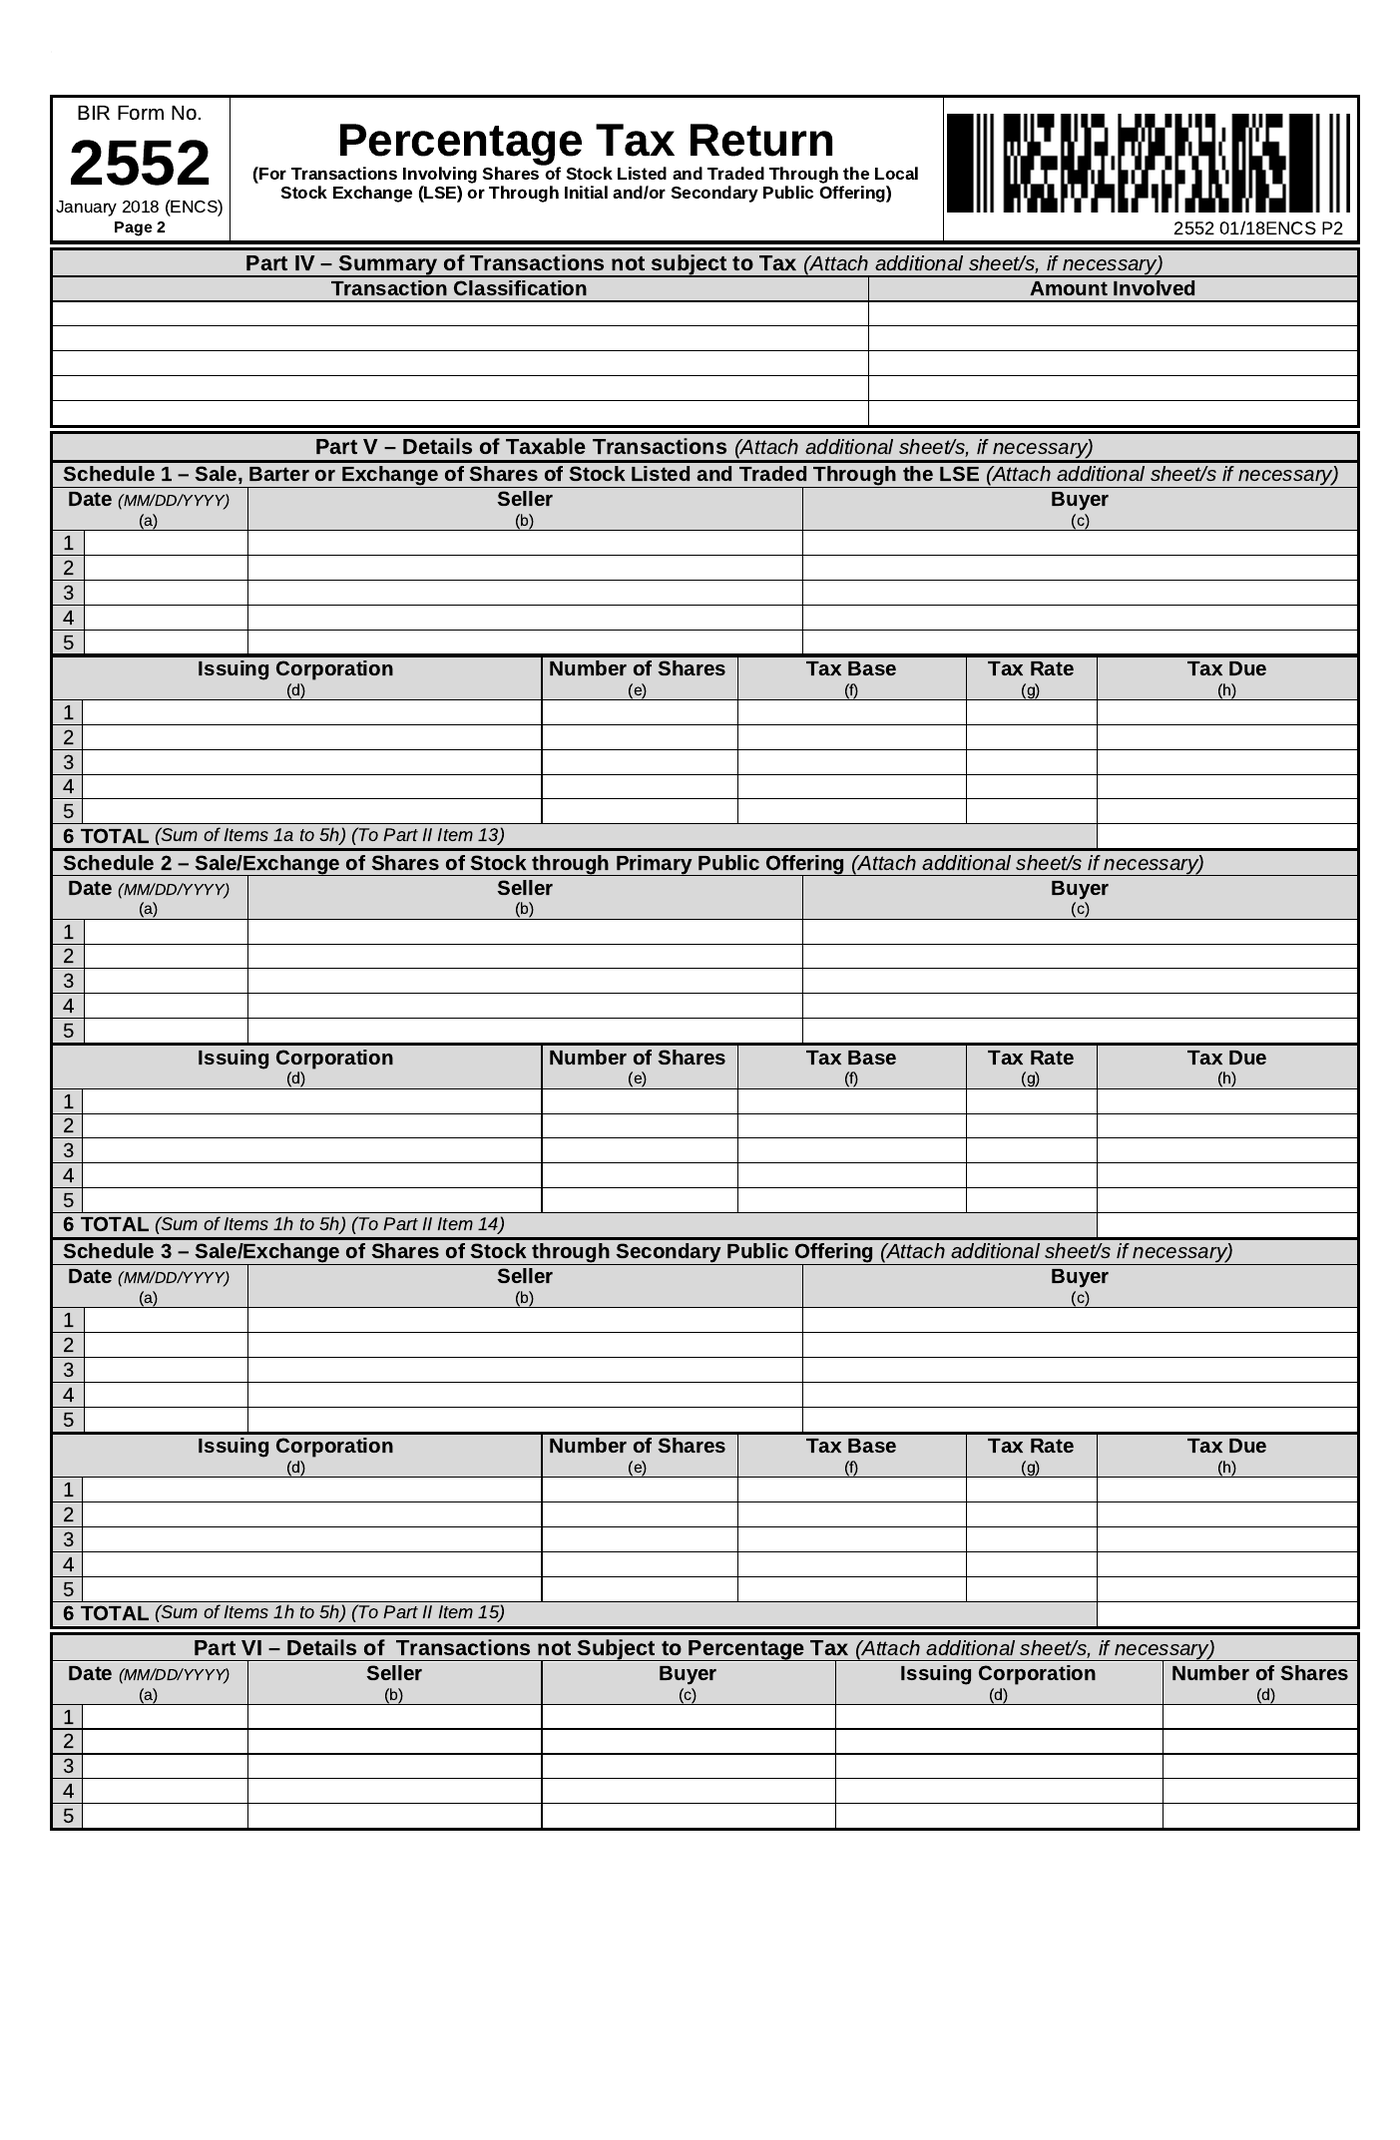 BIR Form No.
2552
January 2018 (ENCS)
Page 2
Percentage Tax Return
(For Transactions Involving Shares of Stock Listed and Traded Through the Local
Stock Exchange (LSE) or Through Initial and/or Secondary Public Offering)
2552 01/18ENCS P2
Part IV – Summary of Transactions not subject to Tax (Attach additional sheet/s, if necessary)
Transaction Classification Amount Involved
Part V – Details of Taxable Transactions (Attach additional sheet/s, if necessary)
Schedule 1 – Sale, Barter or Exchange of Shares of Stock Listed and Traded Through the LSE (Attach additional sheet/s if necessary)
Date (MM/DD/YYYY) Seller Buyer
(a) (b) (c)
1
2
3
4
5
Issuing Corporation Number of Shares Tax Base Tax Rate Tax Due
(d) (e) (f) (g) (h)
1
2
3
4
5
6 TOTAL (Sum of Items 1a to 5h) (To Part II Item 13)
Schedule 2 – Sale/Exchange of Shares of Stock through Primary Public Offering (Attach additional sheet/s if necessary)
Date (MM/DD/YYYY) Seller Buyer
(a) (b) (c)
1
2
3
4
5
Issuing Corporation Number of Shares Tax Base Tax Rate Tax Due
(d) (e) (f) (g) (h)
1
2
3
4
5
6 TOTAL (Sum of Items 1h to 5h) (To Part II Item 14)
Schedule 3 – Sale/Exchange of Shares of Stock through Secondary Public Offering (Attach additional sheet/s if necessary)
Date (MM/DD/YYYY) Seller Buyer
(a) (b) (c)
1
2
3
4
5
Issuing Corporation Number of Shares Tax Base Tax Rate Tax Due
(d) (e) (f) (g) (h)
1
2
3
4
5
6 TOTAL (Sum of Items 1h to 5h) (To Part II Item 15)
Part VI – Details of Transactions not Subject to Percentage Tax (Attach additional sheet/s, if necessary)
Date (MM/DD/YYYY) Seller Buyer Issuing Corporation Number of Shares
(a) (b) (c) (d) (d)
1
2
3
4
5